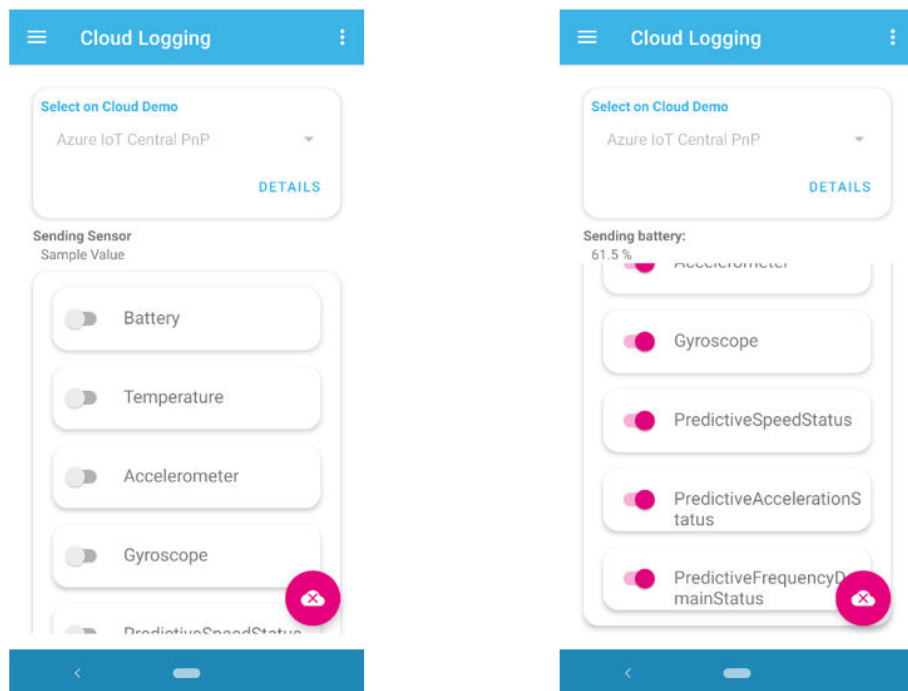 Cloud Logging
Select on Cloud Demo
Azure IoT Central PnP
DETAILS
Sending Sensor
Sample Value
Battery
Temperature
Accelerometer
Gyroscope
PredictiveSpeedStatus
Cloud Logging
Select on Cloud Demo
Azure IoT Central PnP
DETAILS
Sending battery:
61.5 %
Accelerometer
Gyroscope
PredictiveSpeedStatus
PredictiveAccelerationS
tatus
PredictiveFrequencyD
mainStatus